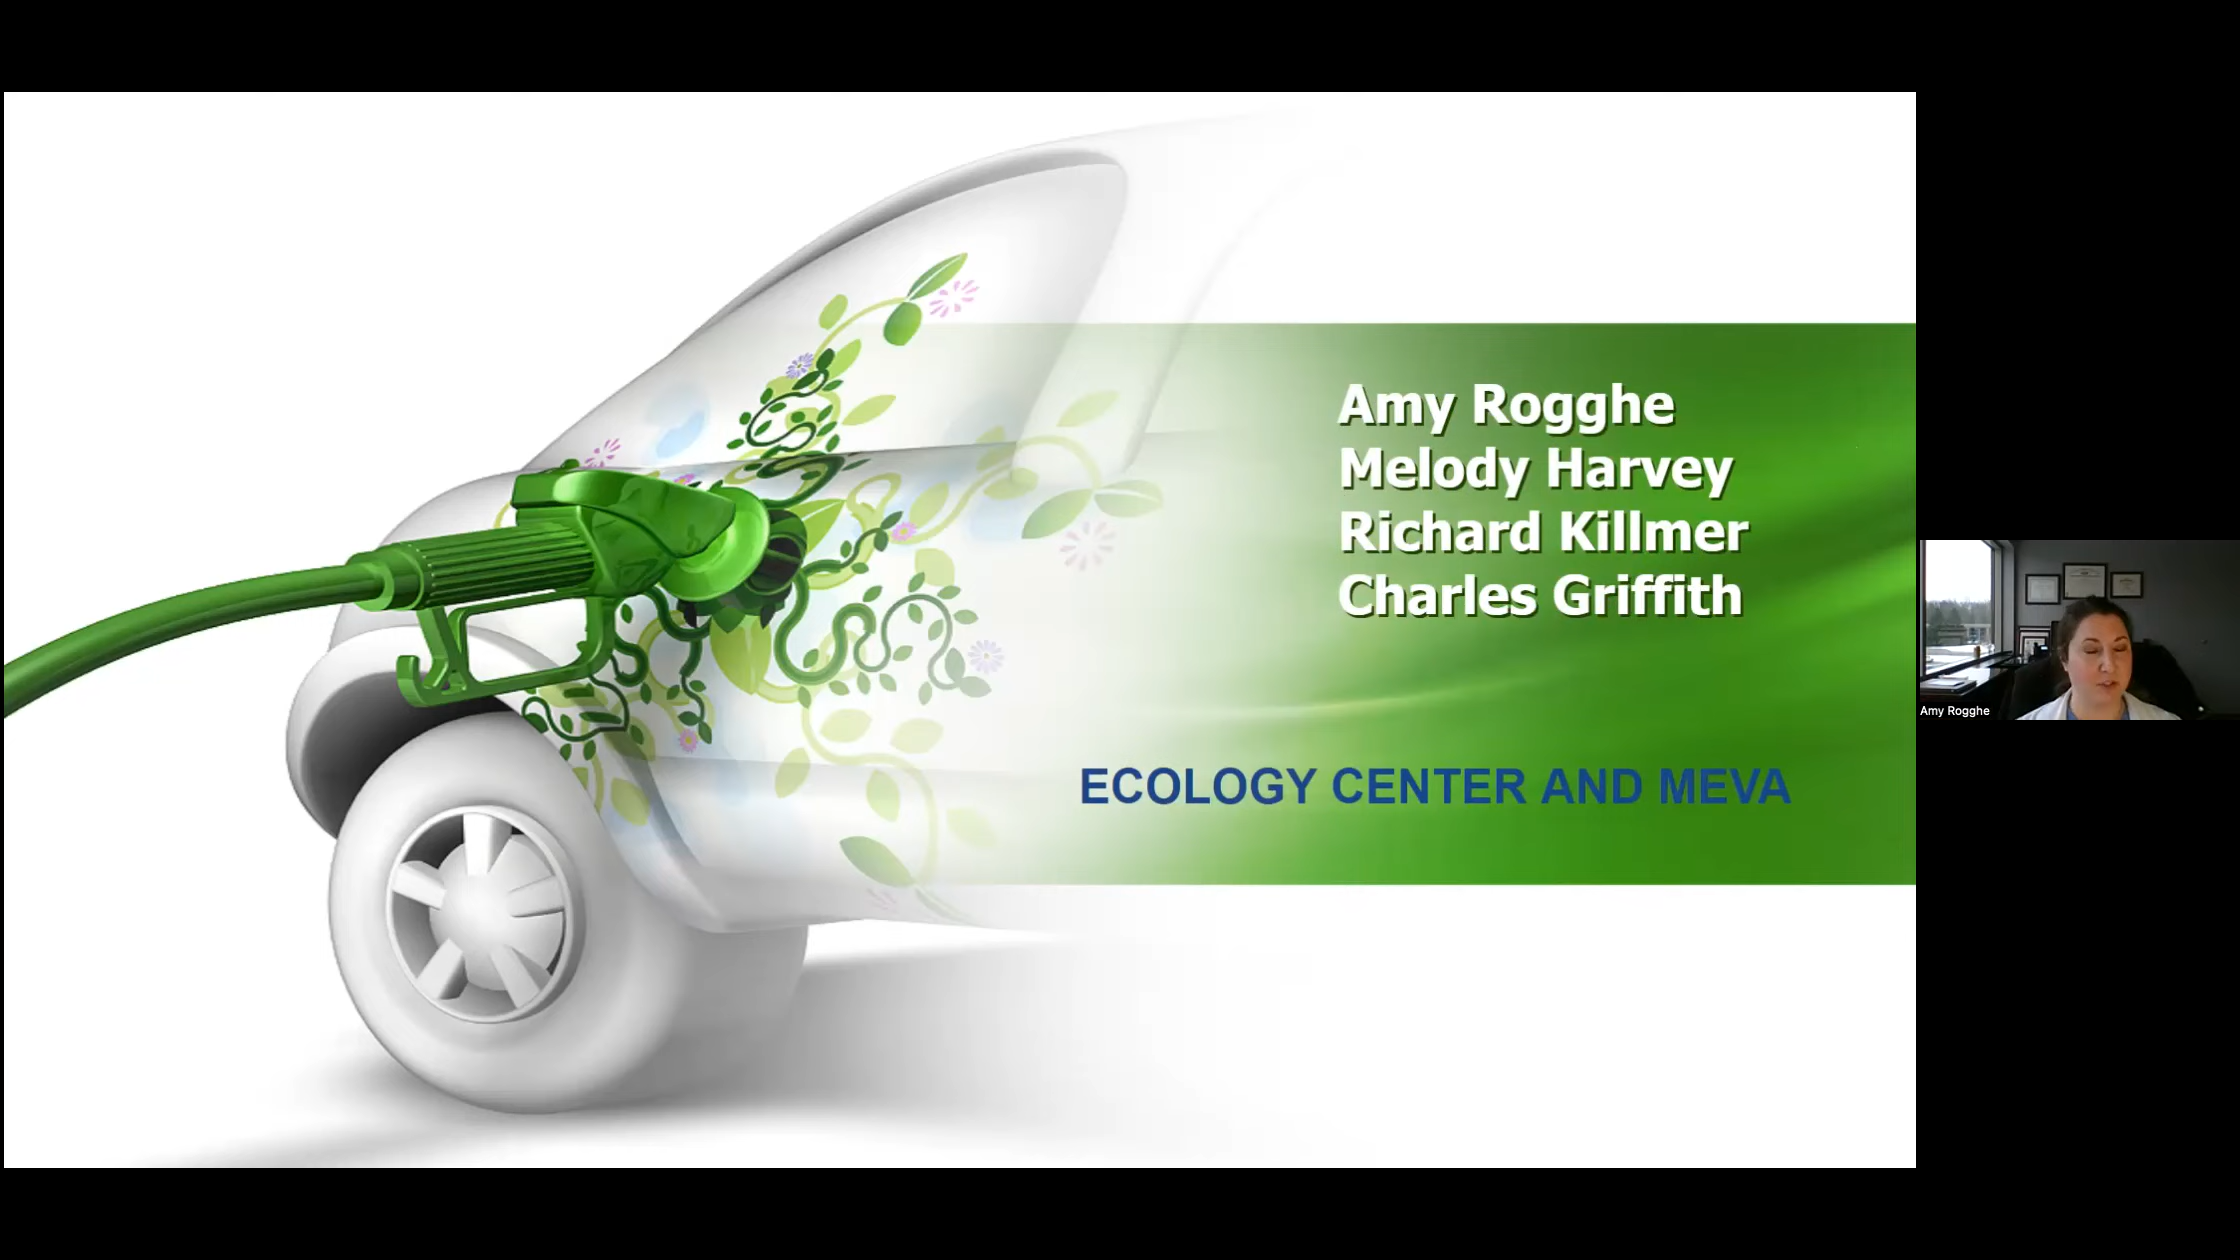 Amy Rogghe
Melody Harvey
Richard Killmer
Charles Griffith
ECOLOGY CENTER AND MEVA
Amy Rogghe